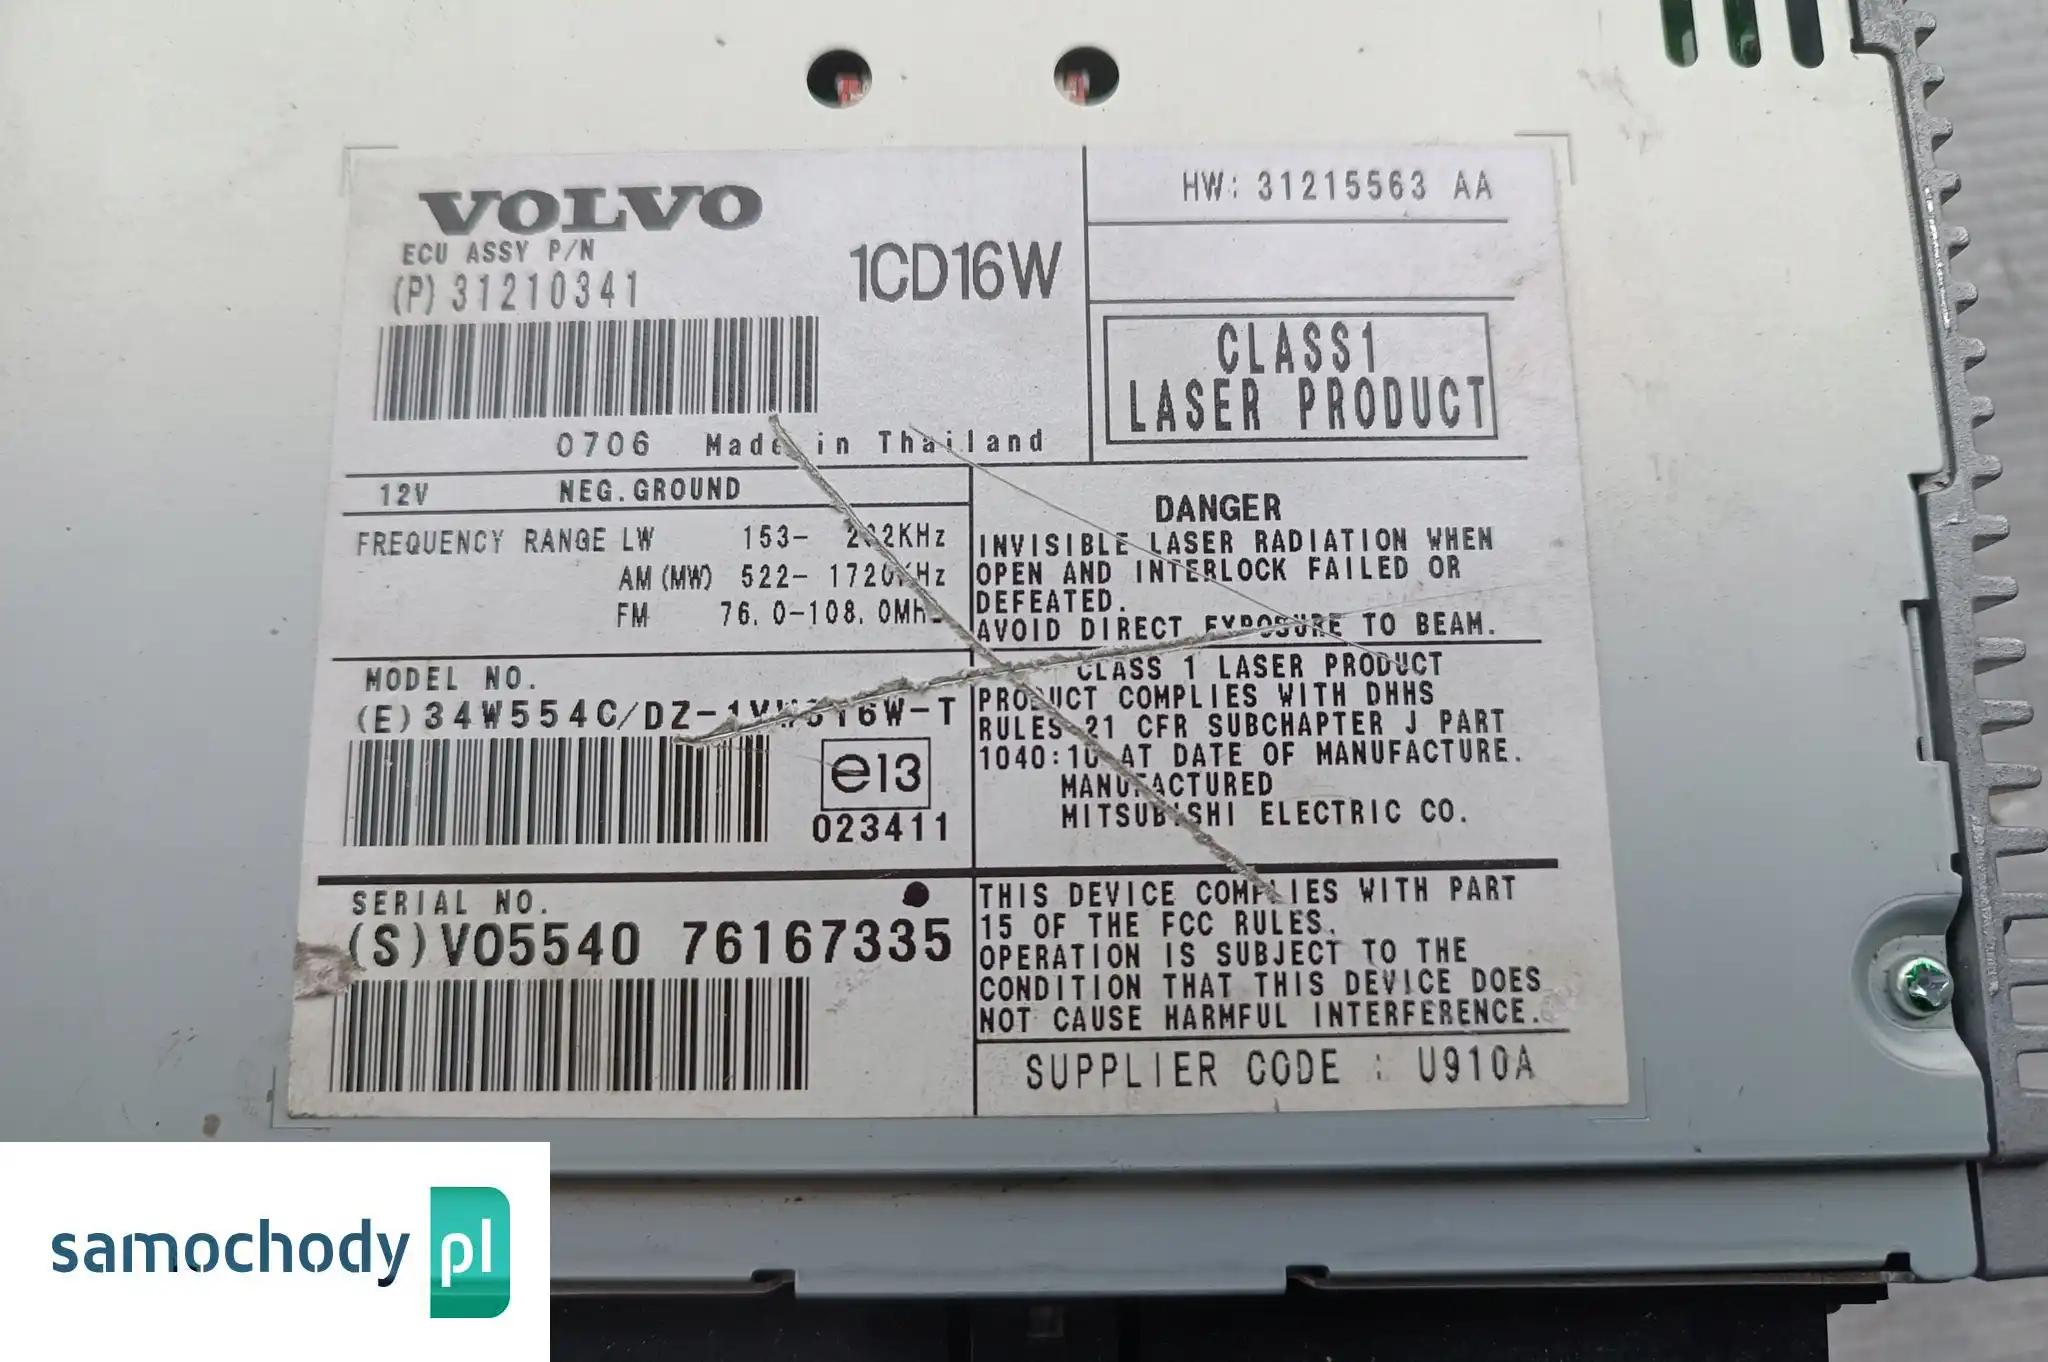 VOLVO
ECU ASSY P/N
(P)31210341
1CD16W
HW: 31215563 AA
CLASS1
LASER PRODUCT
0706 Made in Thailand
12V NEG.GROUND
FREQUENCY RANGE LW 153- KHz
AM(MW) 522- 1720KHz
FM 76.0-108.0MHz
DANGER
INVISIBLE LASER RADIATION WHEN
OPEN AND INTERLOCK FAILED OR
DEFEATED.
AVOID DIRECT EXPOSURE TO BEAM.
MODEL NO.
(E)
e13
023411
CLASS 1 LASER PRODUCT
PRODUCT COMPLIES WITH DHHS
RULES 21 CFR SUBCHAPTER J PART
1040:10 AT DATE OF MANUFACTURE.
MANUFACTURED
MITSUBISHI ELECTRIC CO.
SERIAL NO.
(S)VO5540 76167335
THIS DEVICE COMPLIES WITH PART
15 OF THE FCC RULES.
OPERATION IS SUBJECT TO THE
CONDITION THAT THIS DEVICE DOES
NOT CAUSE HARMFUL INTERFERENCE.
SUPPLIER CODE : U910A
samochody pl